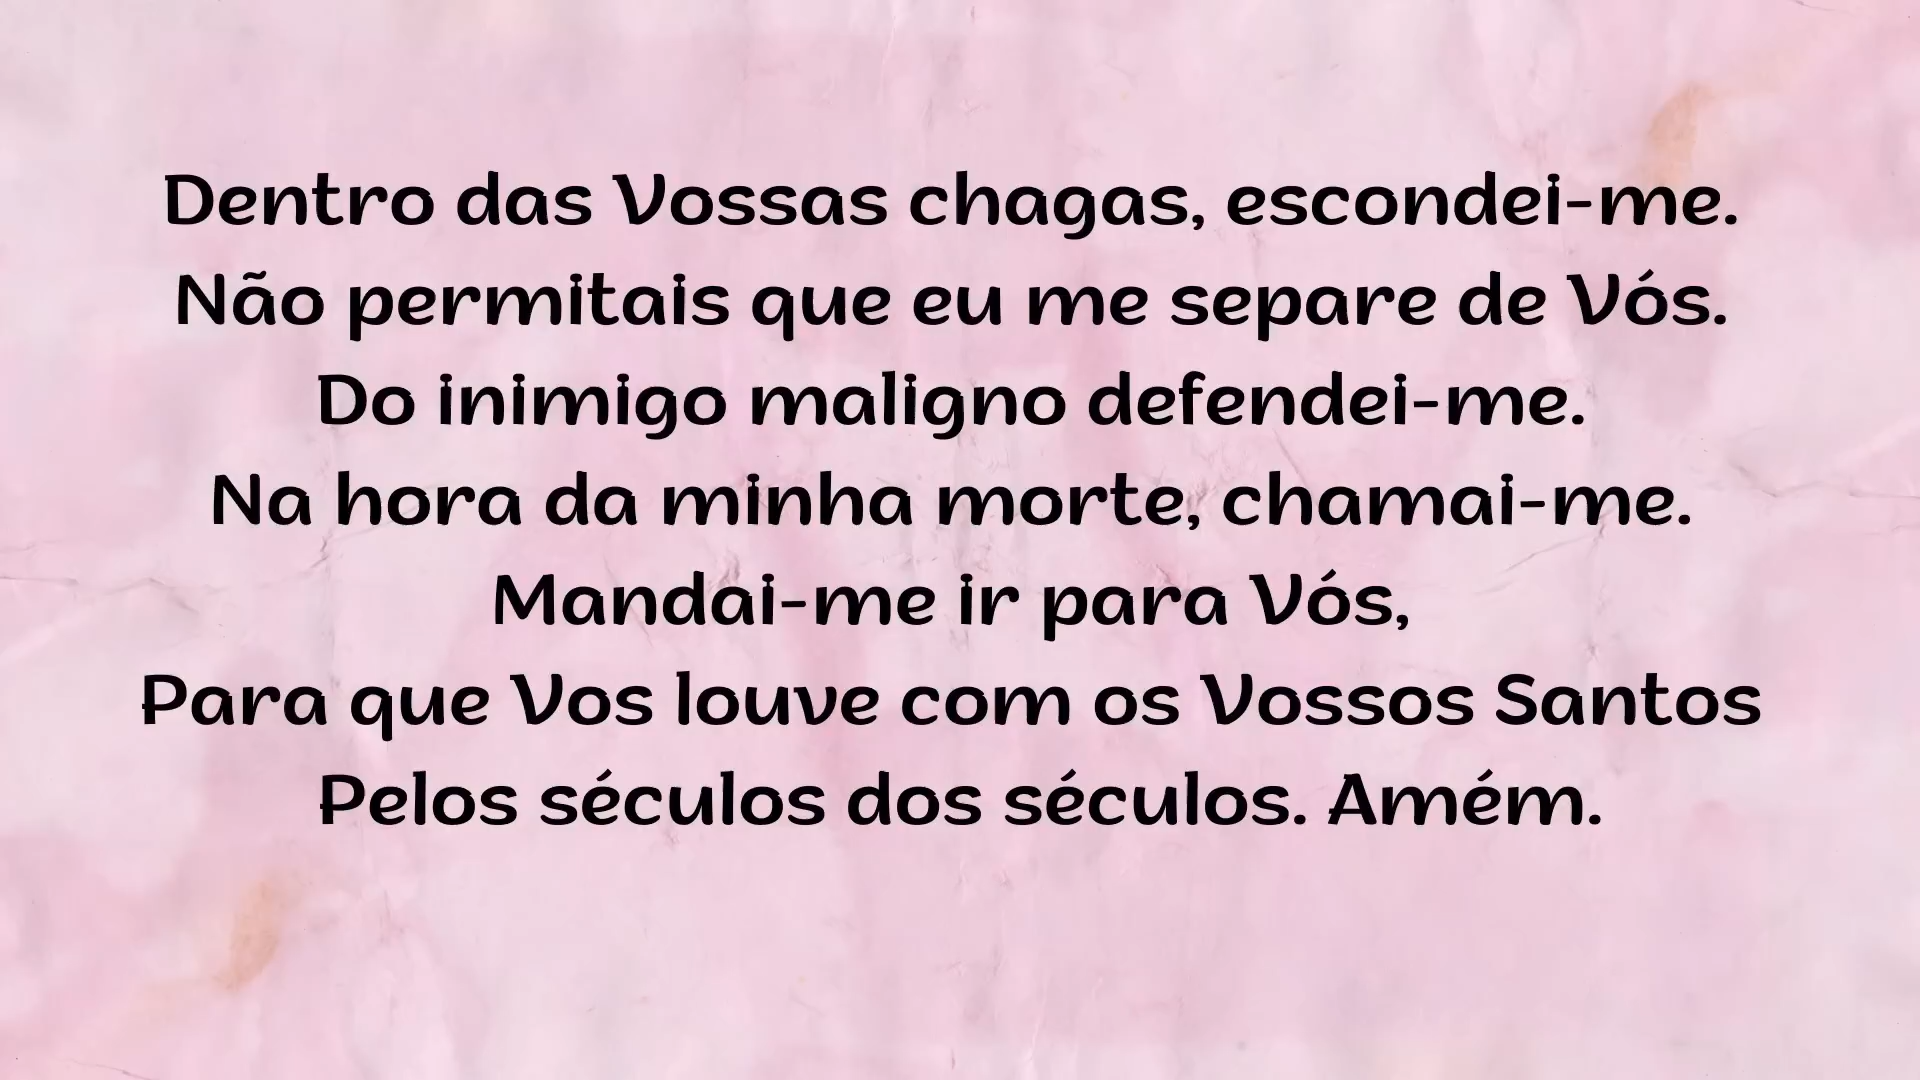 Dentro das Vossas chagas, escondei-me.
Não permitais que eu me separe de Vós.
Do inimigo maligno defendei-me.
Na hora da minha morte, chamai-me.
Mandai-me ir para Vós,
Para que Vos louve com os Vossos Santos
Pelos séculos dos séculos. Amém.